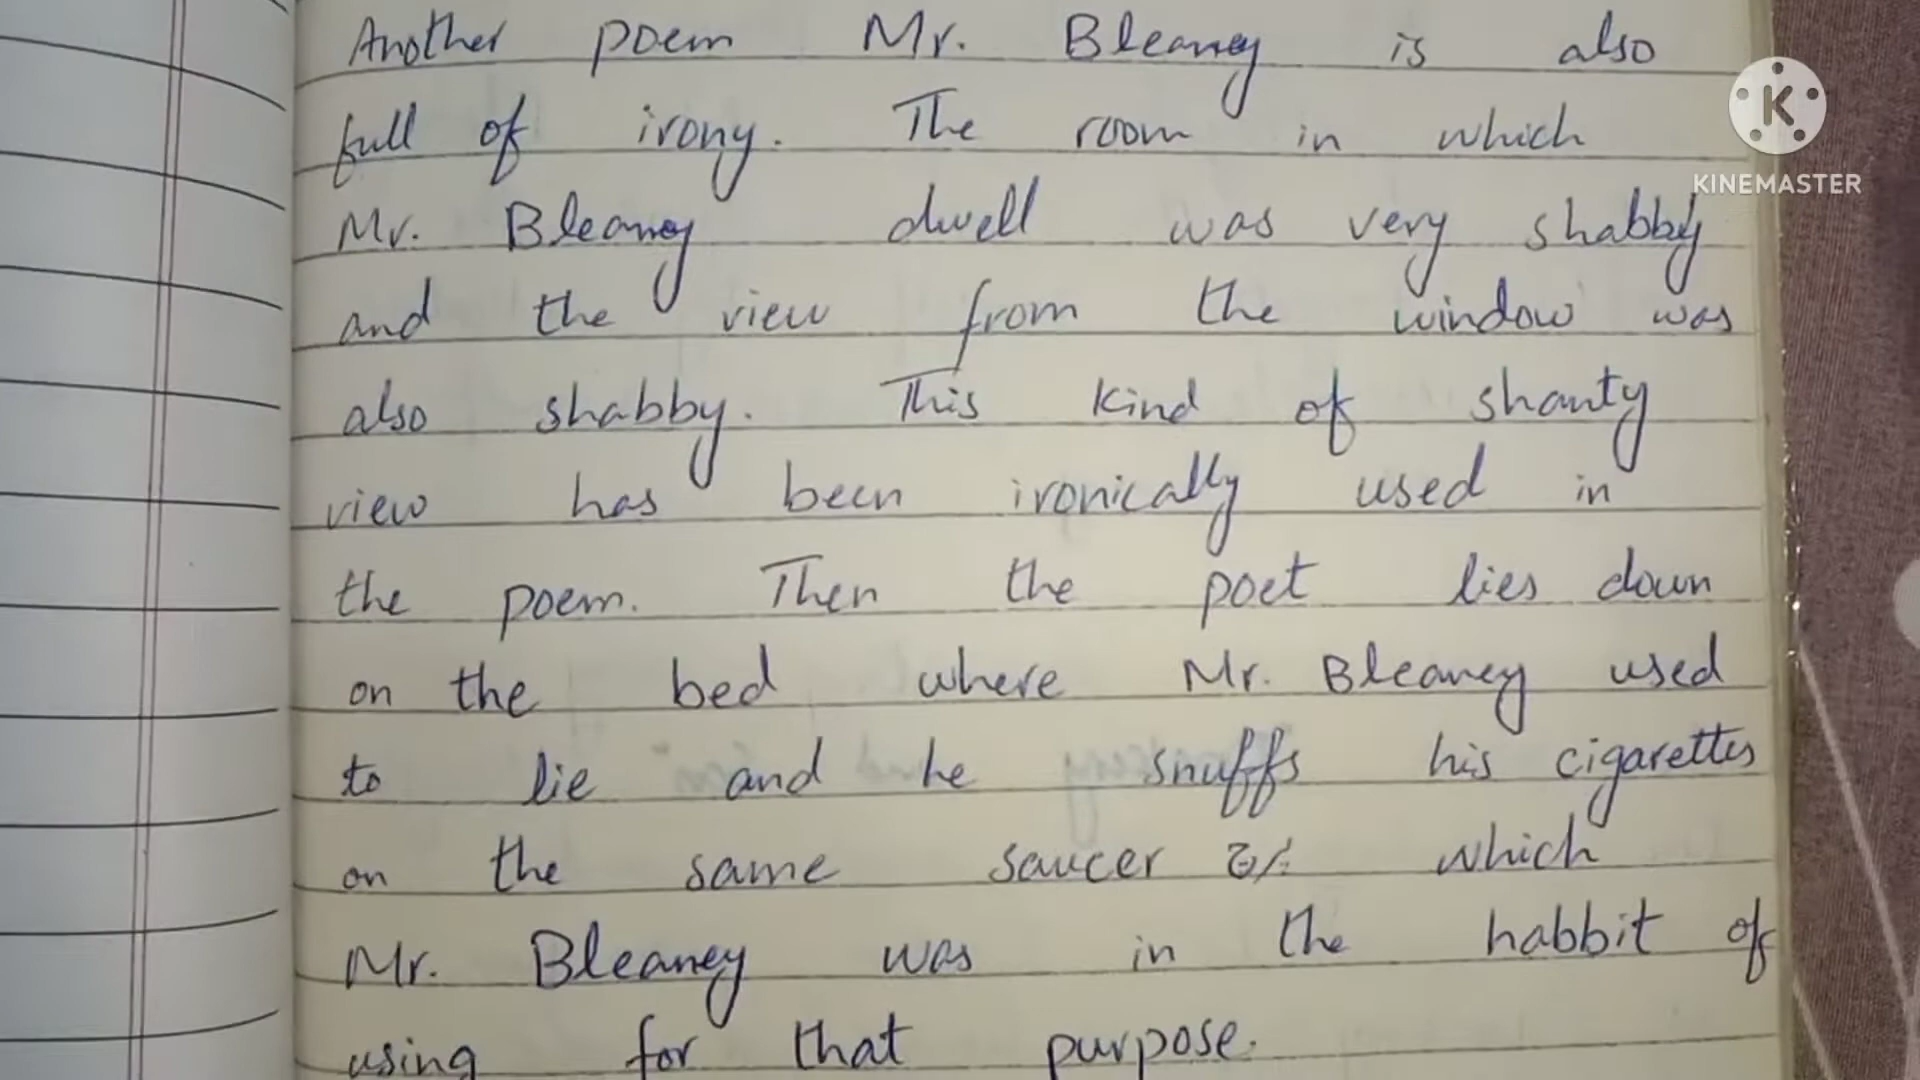 Another poem Mr. Bleaney is also
full of irony. The room in which
Mr. Bleaney dwell was very shabby
and the view from the window was
also shabby. This kind of shanty
view has been ironically used in
the poem. Then the poet lies down
on the bed where Mr. Bleaney used
to lie and he snuffs his cigarettes
on the same saucer which
Mr. Bleaney was in the habbit of
using for that purpose.
K
KINEMASTER